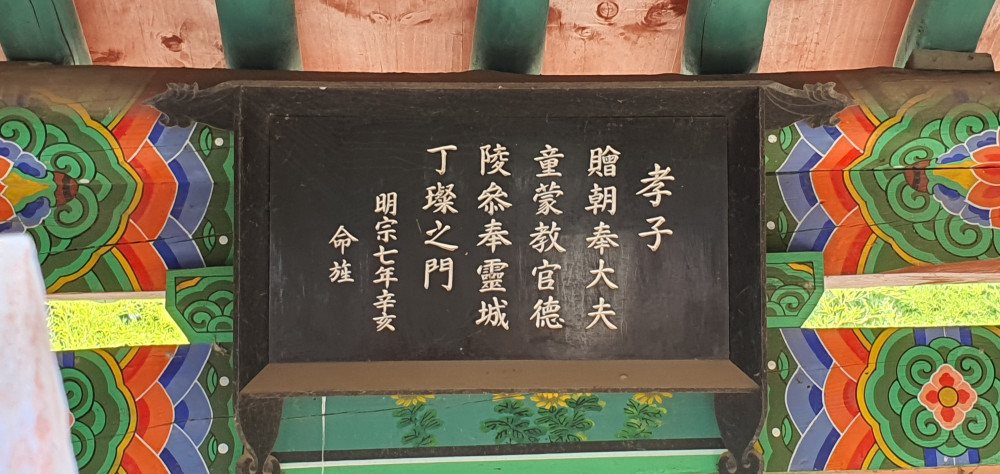 孝子
贈朝奉大夫
童蒙教官德
陵叅奉靈城
丁璨之門
明宗七年辛亥
命旌